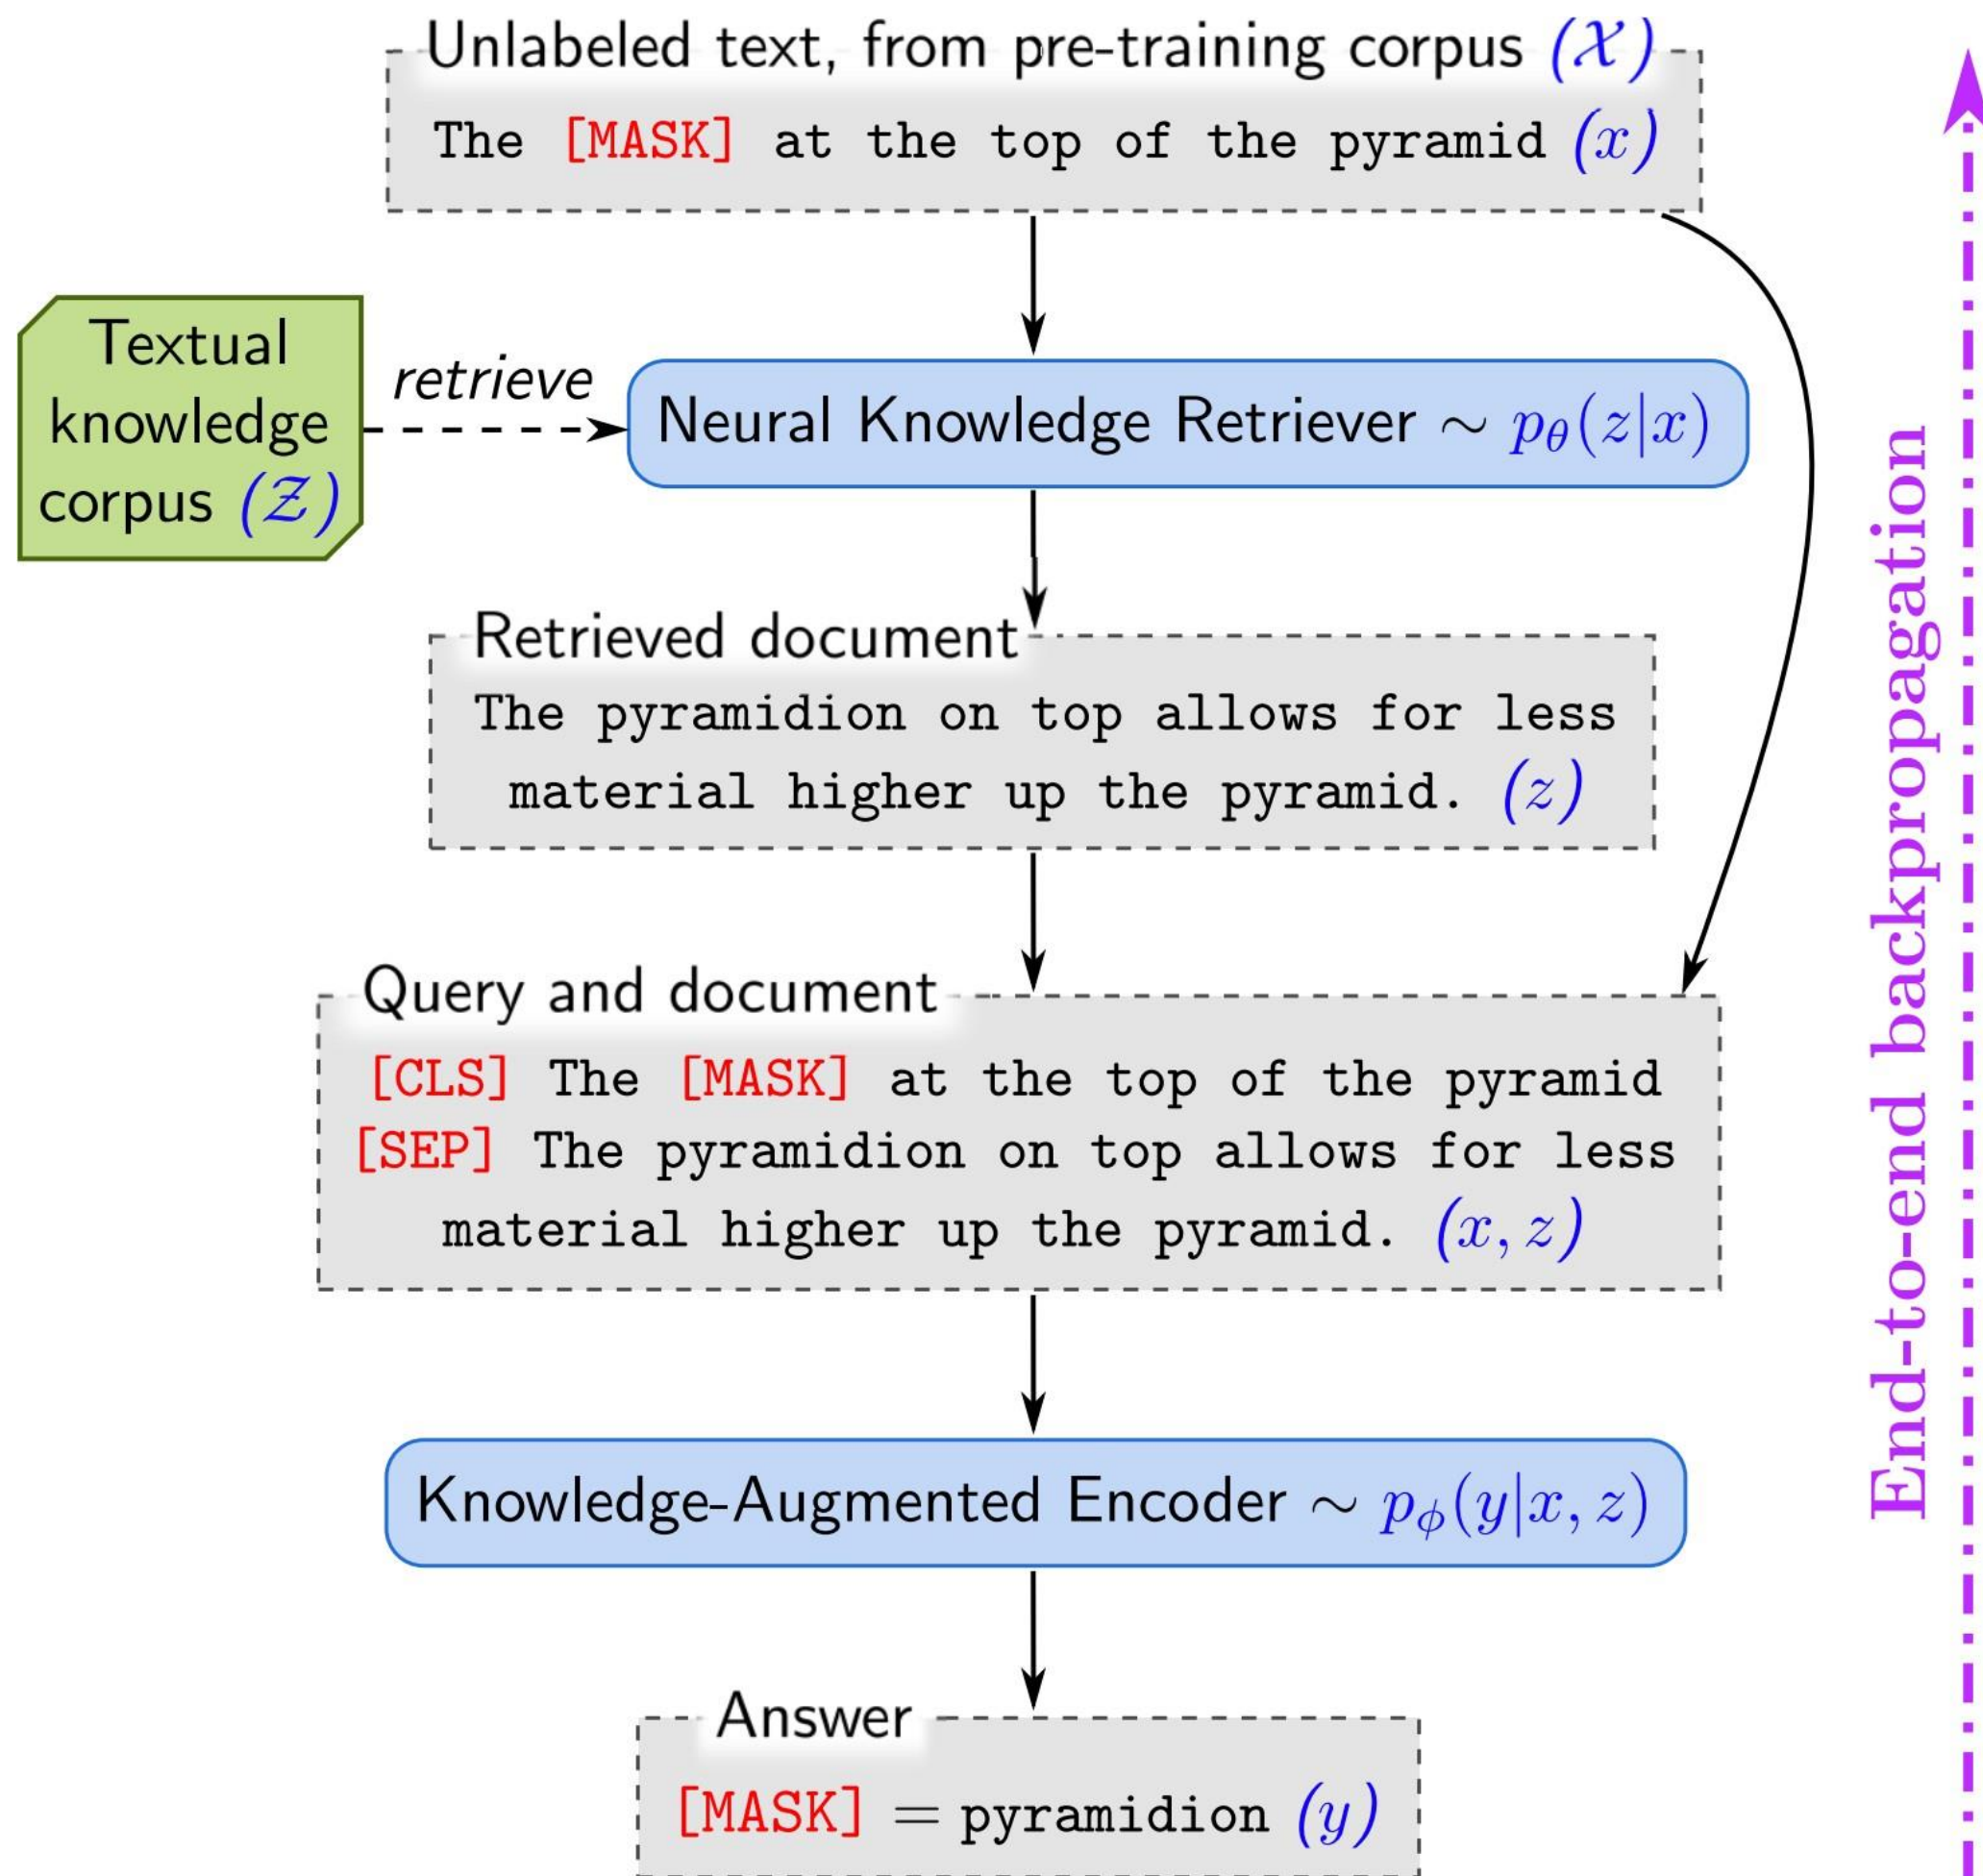 Unlabeled text, from pre-training corpus (𝒳)
The [MASK] at the top of the pyramid (x)
Textual
knowledge
corpus (𝒵)
retrieve
Neural Knowledge Retriever ∼ p_θ(z|x)
Retrieved document
The pyramidion on top allows for less
material higher up the pyramid. (z)
Query and document
[CLS] The [MASK] at the top of the pyramid
[SEP] The pyramidion on top allows for less
material higher up the pyramid. (x, z)
Knowledge-Augmented Encoder ∼ p_ϕ(y|x, z)
Answer
[MASK] = pyramidion (y)
End-to-end backpropagation